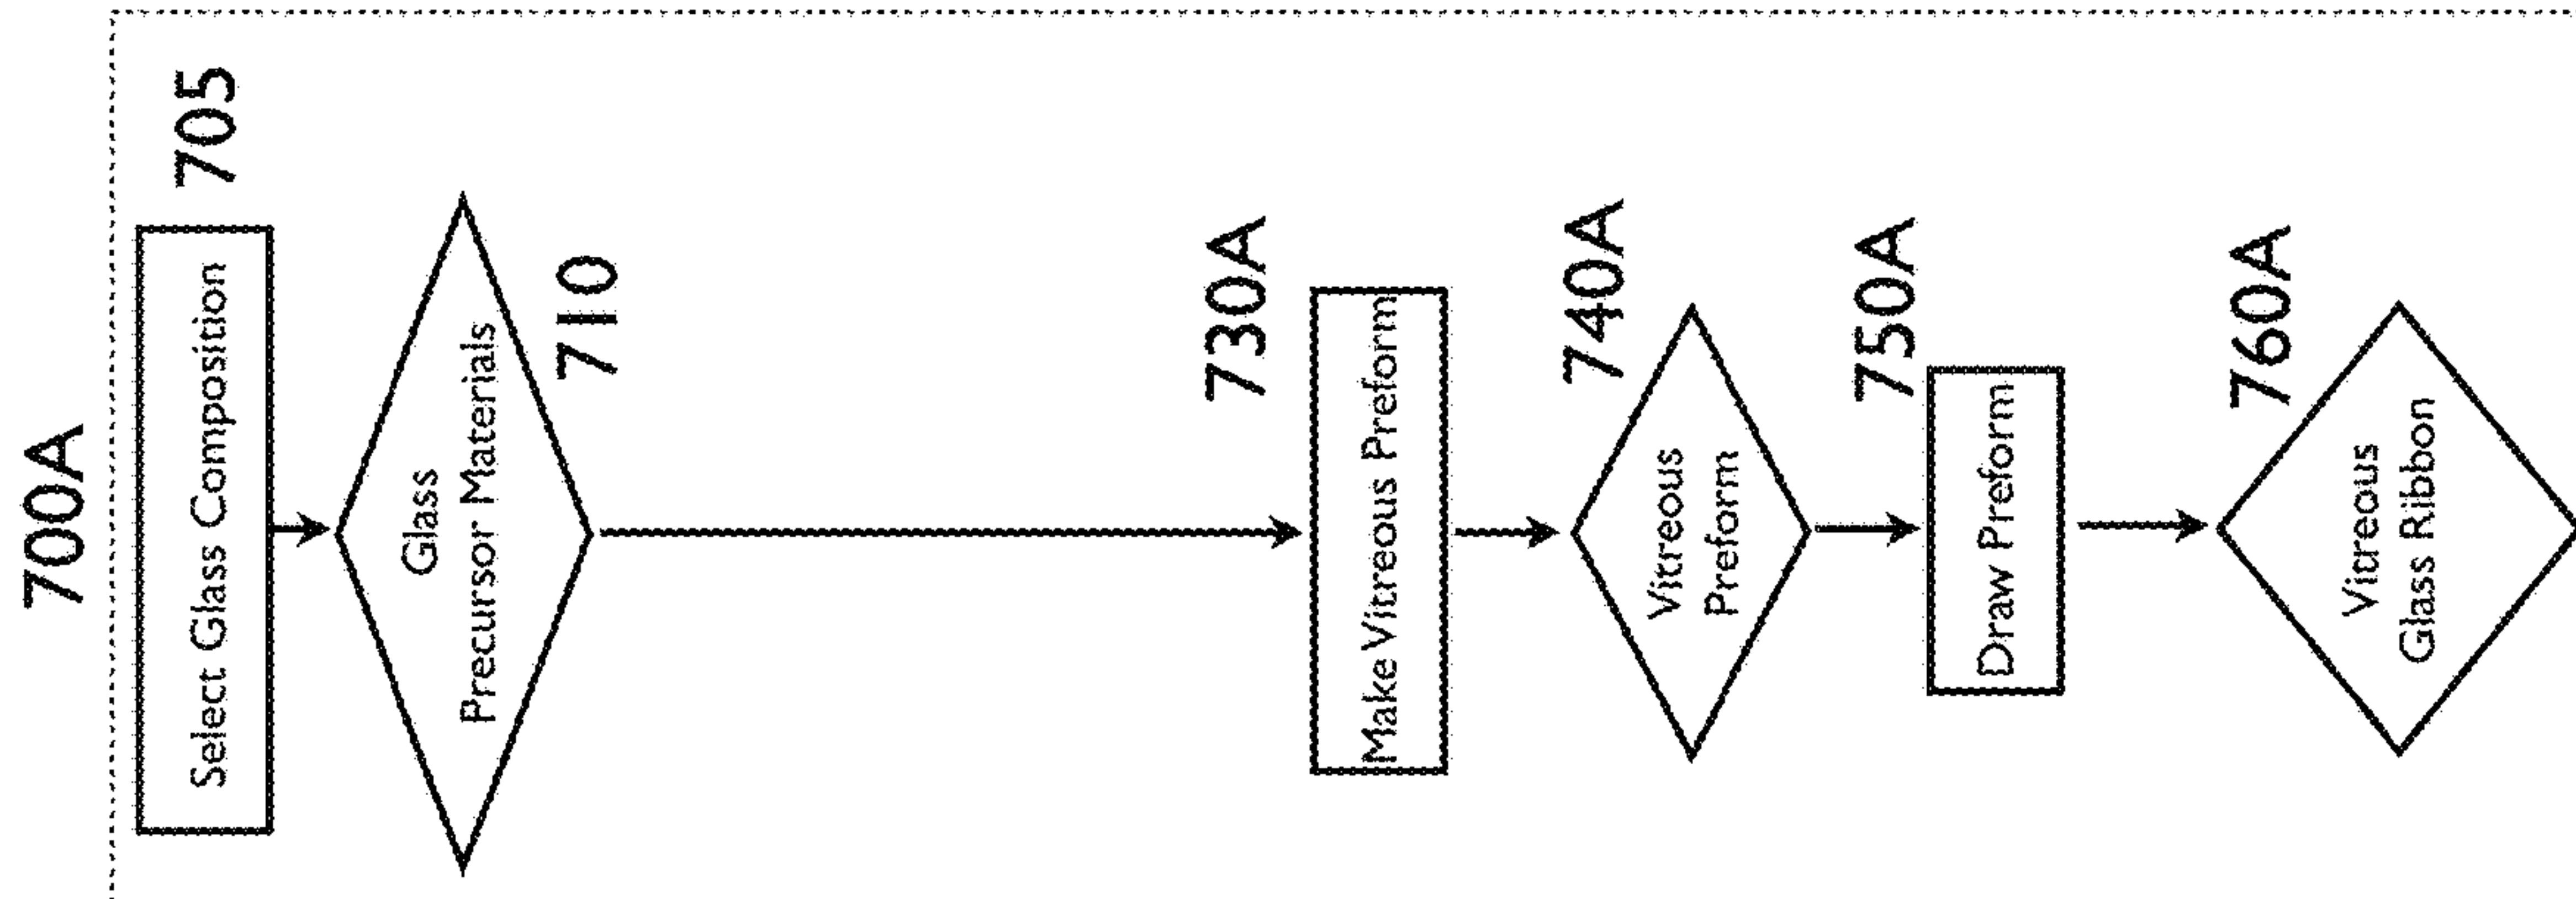 700A
Select Glass Composition
705
Glass
Precursor Materials
710
Make Vitreous Preform
730A
Vitreous
Preform
740A
Draw Preform
750A
Vitreous
Glass Ribbon
760A